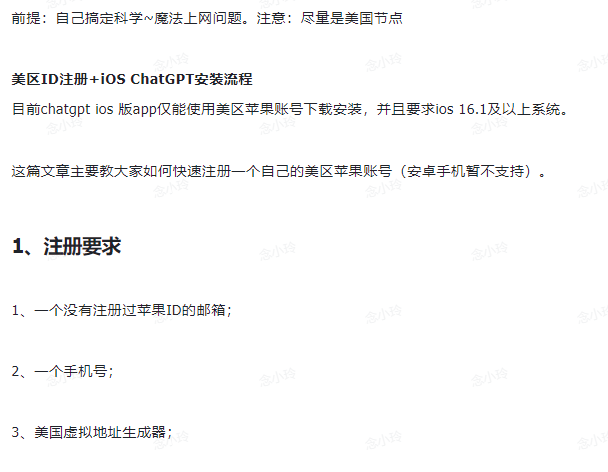 前提：自己搞定科学~魔法上网问题。注意：尽量是美国节点
美区ID注册+iOS ChatGPT安装流程
目前chatgpt ios 版app仅能使用美区苹果账号下载安装，并且要求ios 16.1及以上系统。
这篇文章主要教大家如何快速注册一个自己的美区苹果账号（安卓手机暂不支持）。
1、注册要求
1、一个没有注册过苹果ID的邮箱；
2、一个手机号；
3、美国虚拟地址生成器；
念小玲